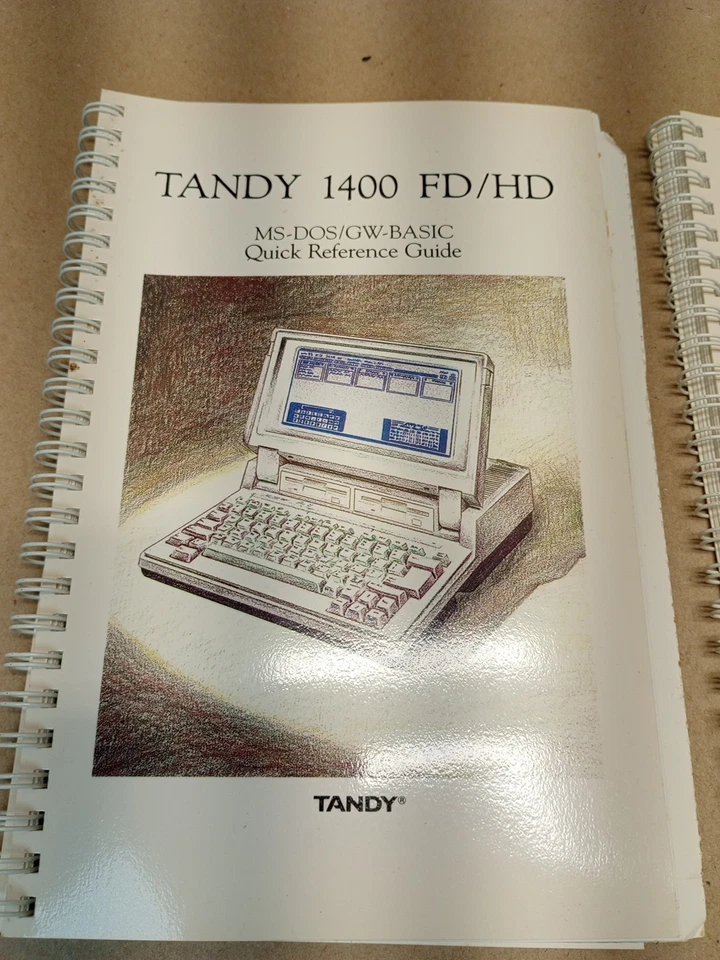 TANDY 1400 FD/HD
MS-DOS/GW-BASIC
Quick Reference Guide
TANDY®